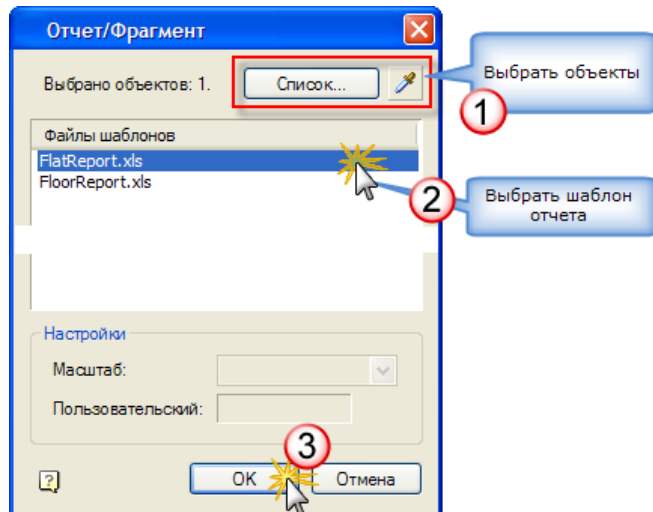 Отчет/Фрагмент
Выбрано объектов: 1.
Список...
Выбрать объекты
1
Файлы шаблонов
FlatReport.xls
FloorReport.xls
2
Выбрать шаблон
отчета
Настройки
Масштаб:
Пользовательский:
3
?
OK
Отмена